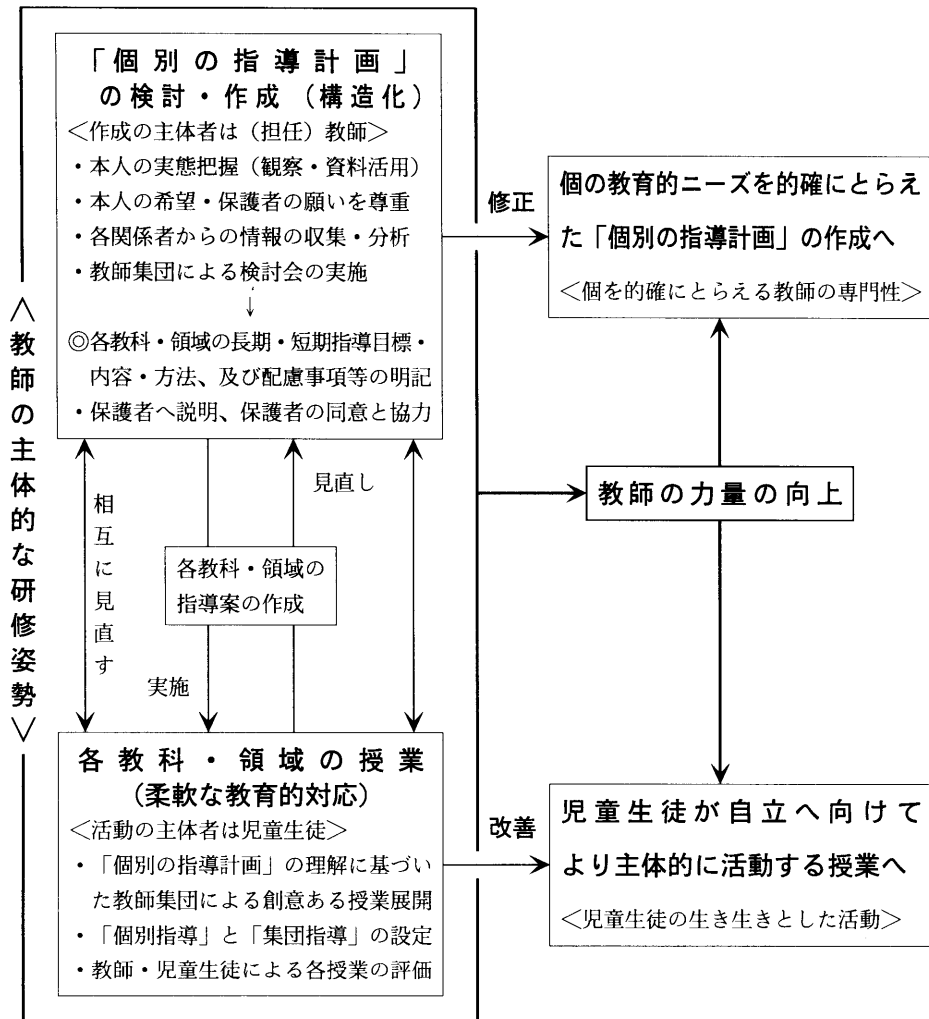 〈教師の主体的な研修姿勢〉
「個別の指導計画」
の検討・作成（構造化）
＜作成の主体者は（担任）教師＞
・本人の実態把握（観察・資料活用）
・本人の希望・保護者の願いを尊重
・各関係者からの情報の収集・分析
・教師集団による検討会の実施
↓
◎各教科・領域の長期・短期指導目標・
内容・方法、及び配慮事項等の明記
・保護者へ説明、保護者の同意と協力
修正
個の教育的ニーズを的確にとらえ
た「個別の指導計画」の作成へ
＜個を的確にとらえる教師の専門性＞
相互に見直す
見直し
各教科・領域の
指導案の作成
実施
教師の力量の向上
各教科・領域の授業
（柔軟な教育的対応）
＜活動の主体者は児童生徒＞
・「個別の指導計画」の理解に基づい
た教師集団による創意ある授業展開
・「個別指導」と「集団指導」の設定
・教師・児童生徒による各授業の評価
改善
児童生徒が自立へ向けて
より主体的に活動する授業へ
＜児童生徒の生き生きとした活動＞